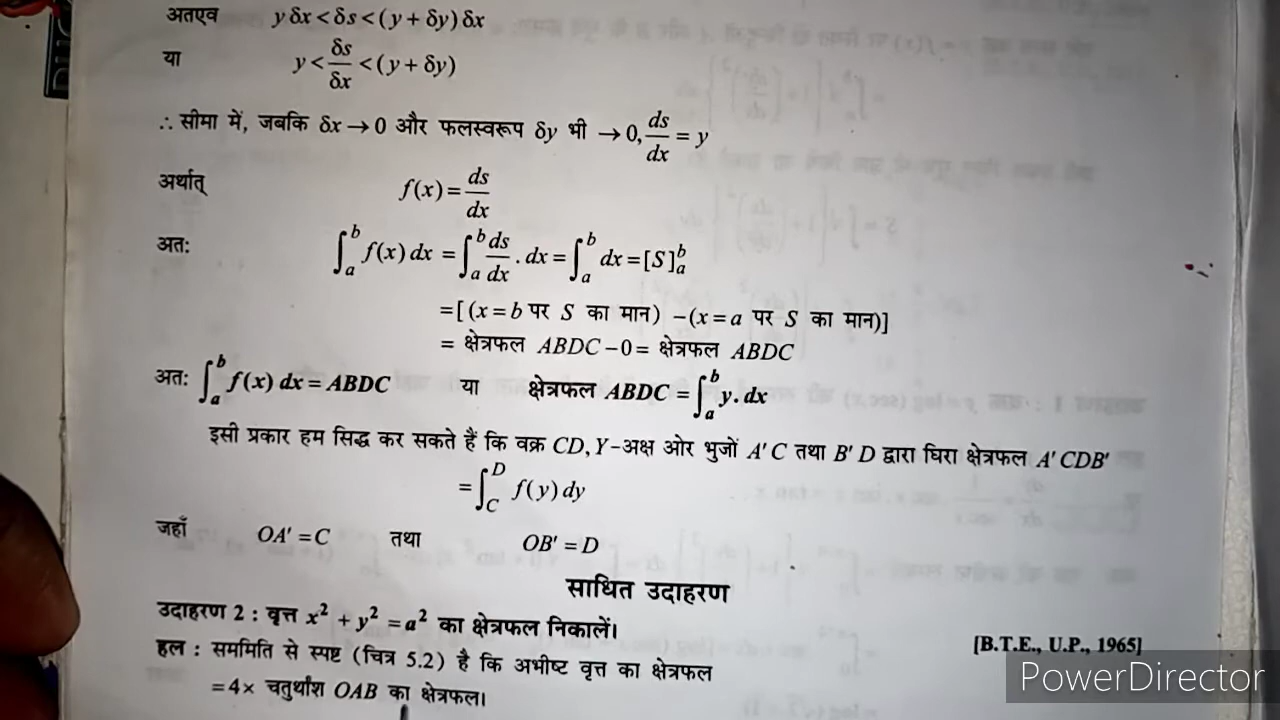 अतएव y δx < δs < (y + δy) δx
या y < δs/δx < (y + δy)
∴ सीमा में, जबकि δx → 0 और फलस्वरूप δy भी → 0, ds/dx = y
अर्थात् f(x) = ds/dx
अतः ∫_a^b f(x) dx = ∫_a^b ds/dx . dx = ∫_a^b dx = [S]_a^b
= [ (x = b पर S का मान) – (x = a पर S का मान)]
= क्षेत्रफल ABDC – 0 = क्षेत्रफल ABDC
अतः ∫_a^b f(x) dx = ABDC या क्षेत्रफल ABDC = ∫_a^b y. dx
इसी प्रकार हम सिद्ध कर सकते हैं कि वक्र CD, Y-अक्ष ओर भुजों A′ C तथा B′ D द्वारा घिरा क्षेत्रफल A′ CDB′
= ∫_C^D f(y) dy
जहाँ OA′ = C तथा OB′ = D
साधित उदाहरण
उदाहरण 2 : वृत्त x² + y² = a² का क्षेत्रफल निकालें।
[B.T.E., U.P., 1965]
हल : सममिति से स्पष्ट (चित्र 5.2) है कि अभीष्ट वृत्त का क्षेत्रफल
= 4× चतुर्थांश OAB का क्षेत्रफल।
PowerDirector